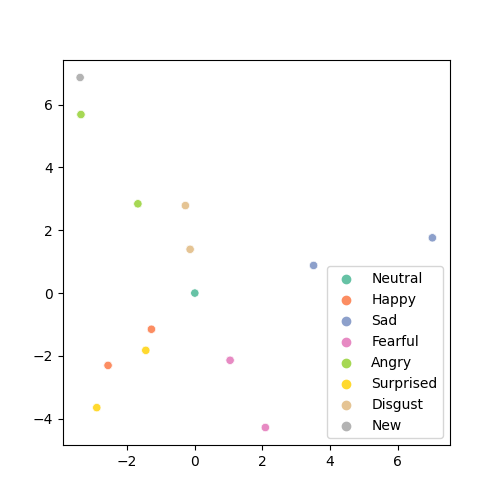 6
4
2
0
−2
−4
−2
0
2
4
6
Neutral
Happy
Sad
Fearful
Angry
Surprised
Disgust
New